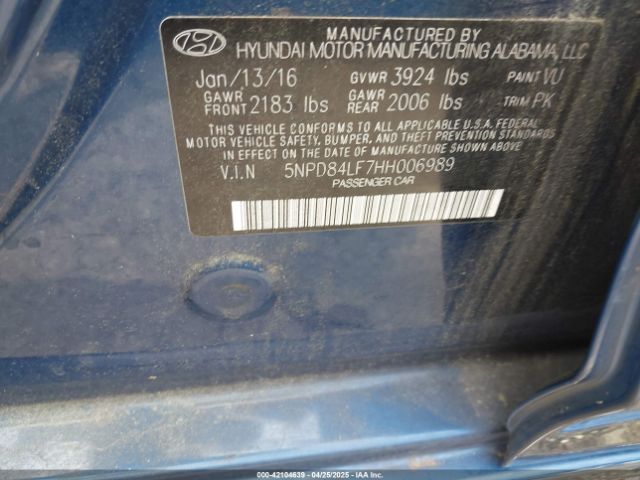 MANUFACTURED BY
HYUNDAI MOTOR MANUFACTURING ALABAMA, LLC
Jan/13/16 GVWR 3924 lbs PAINT VU
GAWR FRONT 2183 lbs GAWR REAR 2006 lbs TRIM PK
THIS VEHICLE CONFORMS TO ALL APPLICABLE U.S.A. FEDERAL
MOTOR VEHICLE SAFETY, BUMPER, AND THEFT PREVENTION STANDARDS
IN EFFECT ON THE DATE OF MANUFACTURE SHOWN ABOVE.
V.I.N 5NPD84LF7HH006989
PASSENGER CAR
000-42104639 - 04/25/2025 - IAAI.COM